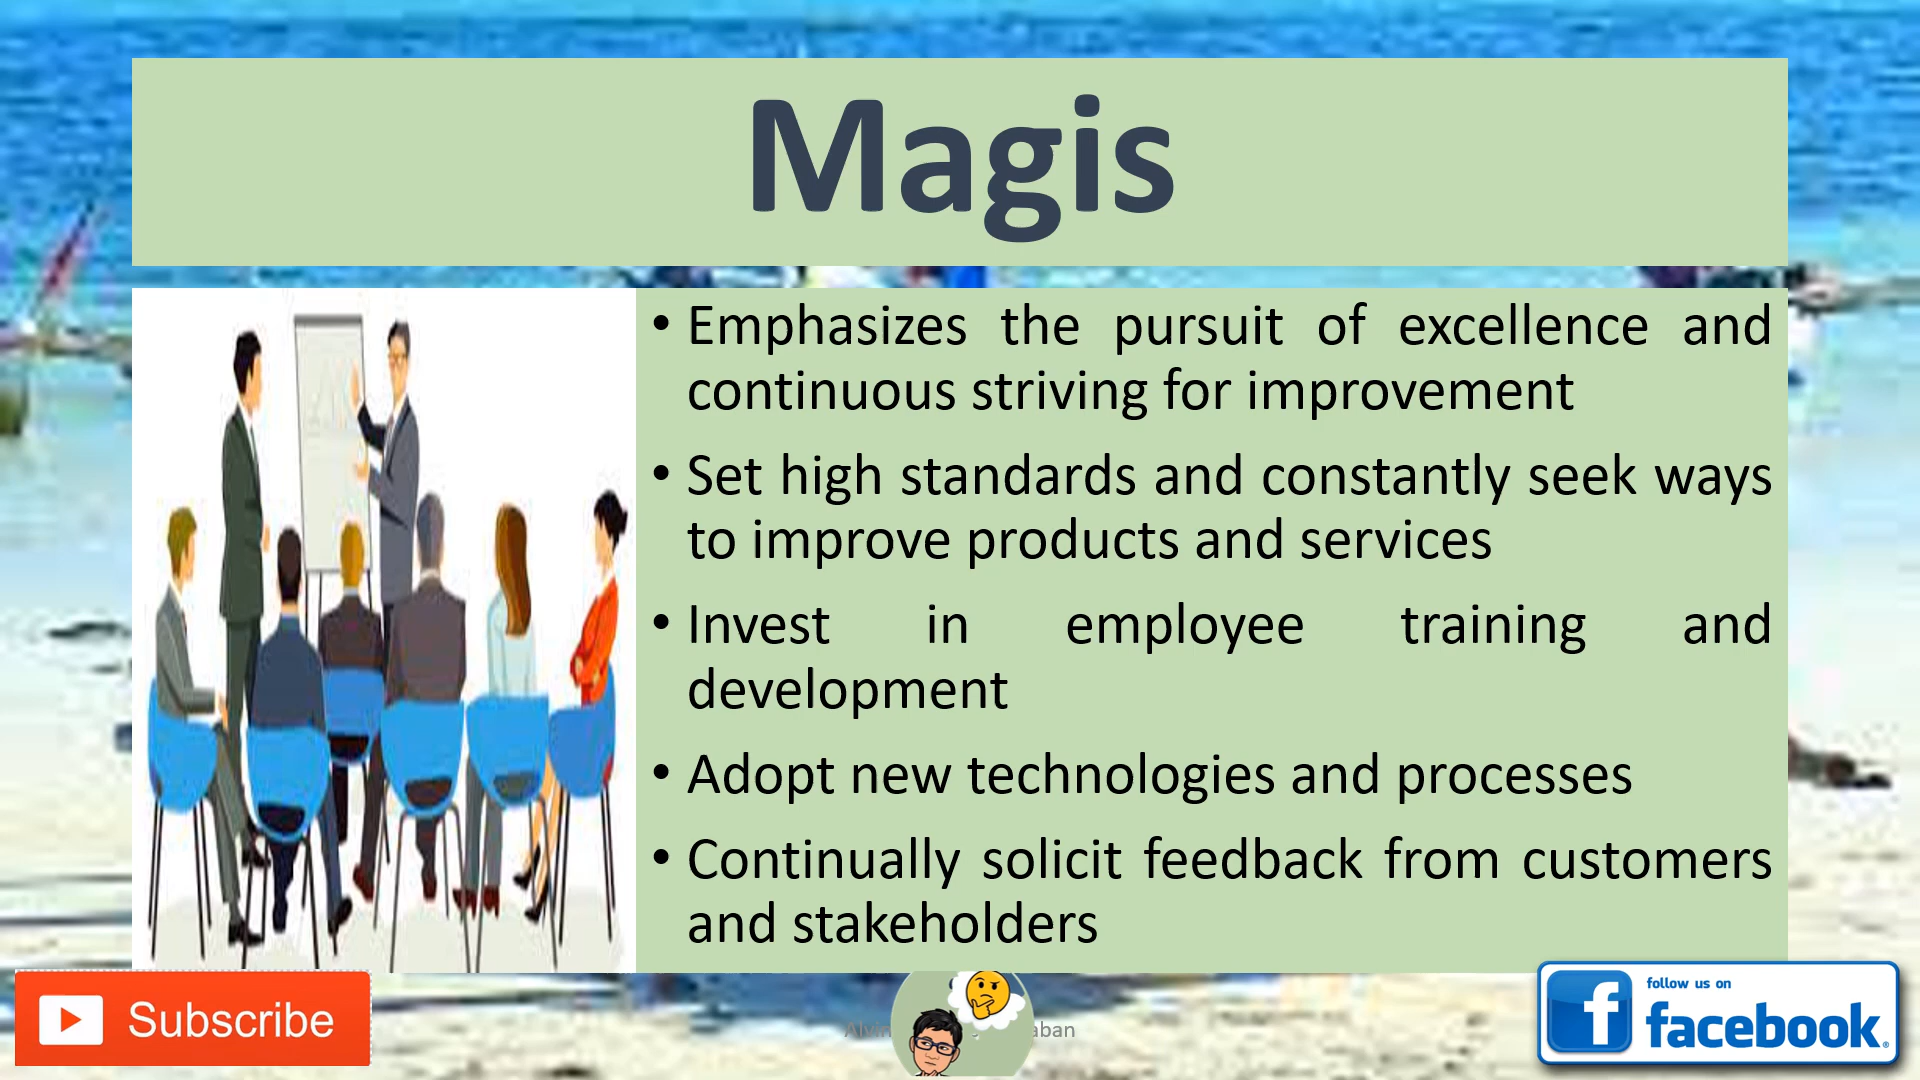 Magis
• Emphasizes the pursuit of excellence and
continuous striving for improvement
• Set high standards and constantly seek ways
to improve products and services
• Invest in employee training and
development
• Adopt new technologies and processes
• Continually solicit feedback from customers
and stakeholders
Subscribe
follow us on
facebook